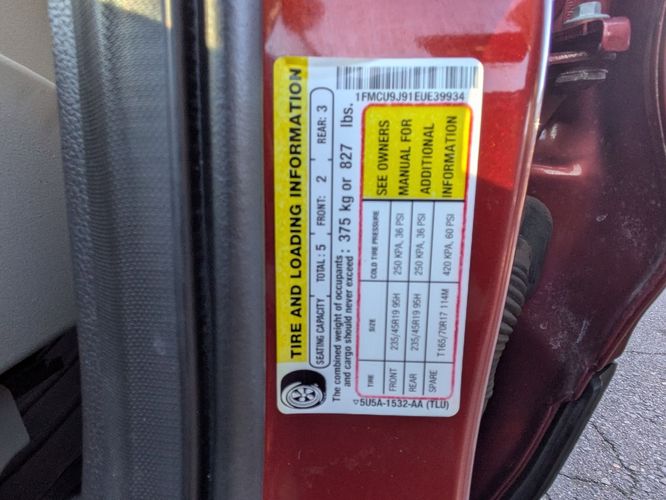 TIRE AND LOADING INFORMATION
SEATING CAPACITY TOTAL: 5 FRONT: 2 REAR: 3
The combined weight of occupants
and cargo should never exceed: 375 kg or 827 lbs.
TIRE SIZE COLD TIRE PRESSURE
FRONT 235/45R19 95H 250 KPA, 36 PSI
REAR 235/45R19 95H 250 KPA, 36 PSI
SPARE T165/70R17 114M 420 KPA, 60 PSI
SEE OWNERS
MANUAL FOR
ADDITIONAL
INFORMATION
5U5A-1532-AA (TLU)
1FMCU9J91EUE39934